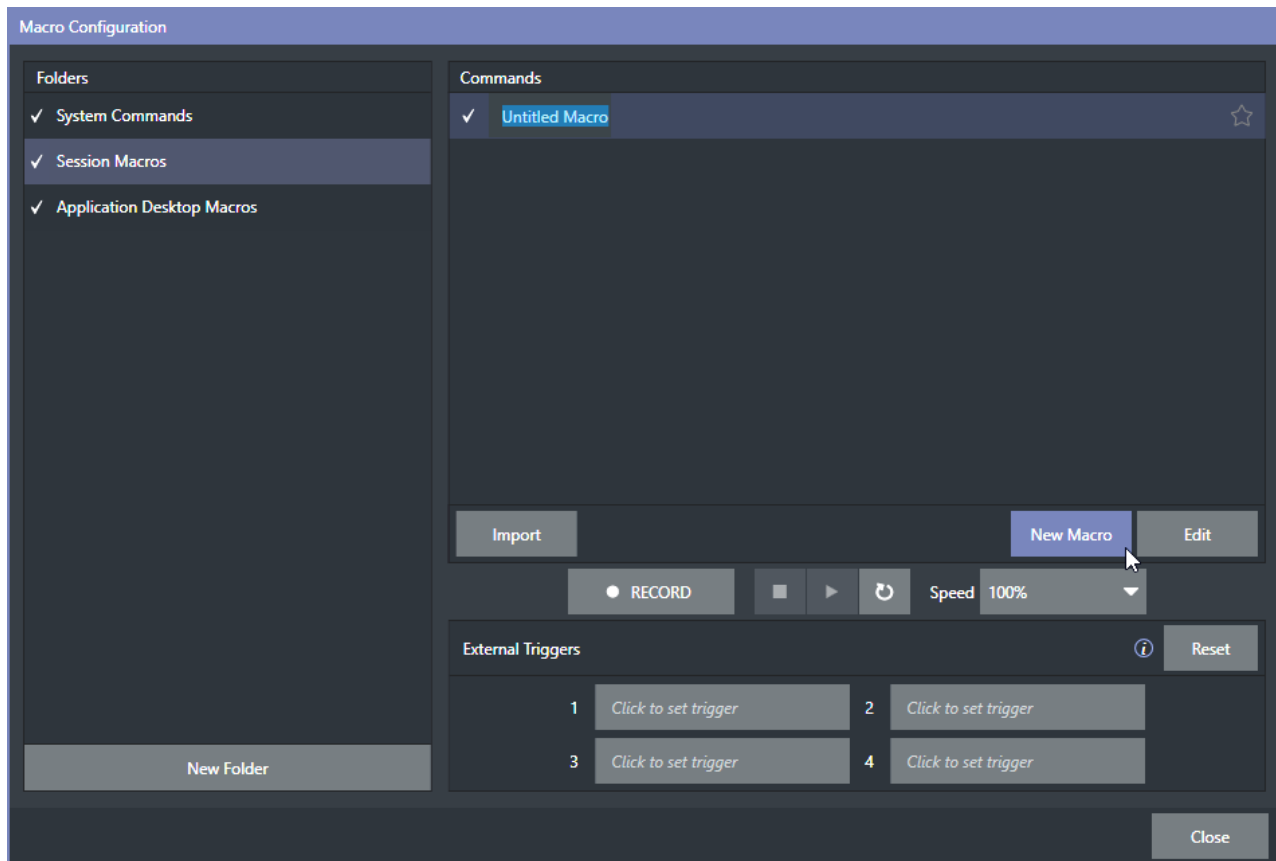 Macro Configuration
Folders
System Commands
Session Macros
Application Desktop Macros
New Folder
Commands
Untitled Macro
Import
New Macro
Edit
RECORD
Speed
100%
External Triggers
i
Reset
1
Click to set trigger
2
Click to set trigger
3
Click to set trigger
4
Click to set trigger
Close